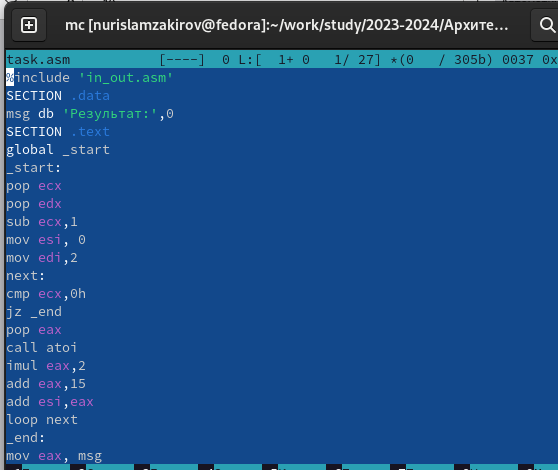 mc [nurislamzakirov@fedora]:~/work/study/2023-2024/Архите...
task.asm [----] 0 L:[ 1+ 0 1/ 27] *(0 / 305b) 0037 0x
%include 'in_out.asm'
SECTION .data
msg db 'Результат:',0
SECTION .text
global _start
_start:
pop ecx
pop edx
sub ecx,1
mov esi, 0
mov edi,2
next:
cmp ecx,0h
jz _end
pop eax
call atoi
imul eax,2
add eax,15
add esi,eax
loop next
_end:
mov eax, msg